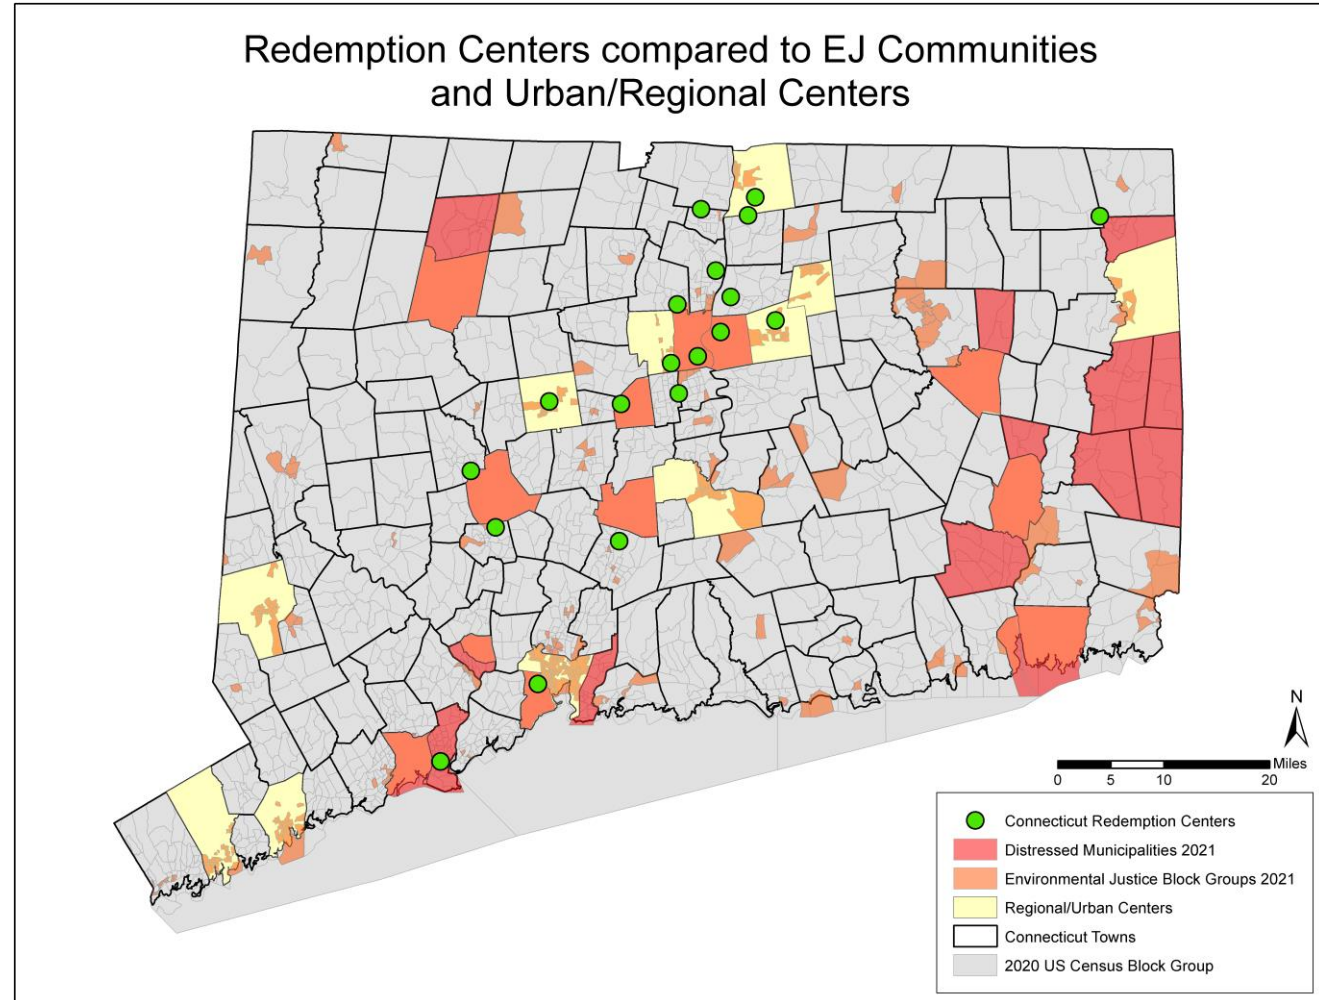 Redemption Centers compared to EJ Communities
and Urban/Regional Centers
N
Miles
0 5 10 20
Connecticut Redemption Centers
Distressed Municipalities 2021
Environmental Justice Block Groups 2021
Regional/Urban Centers
Connecticut Towns
2020 US Census Block Group